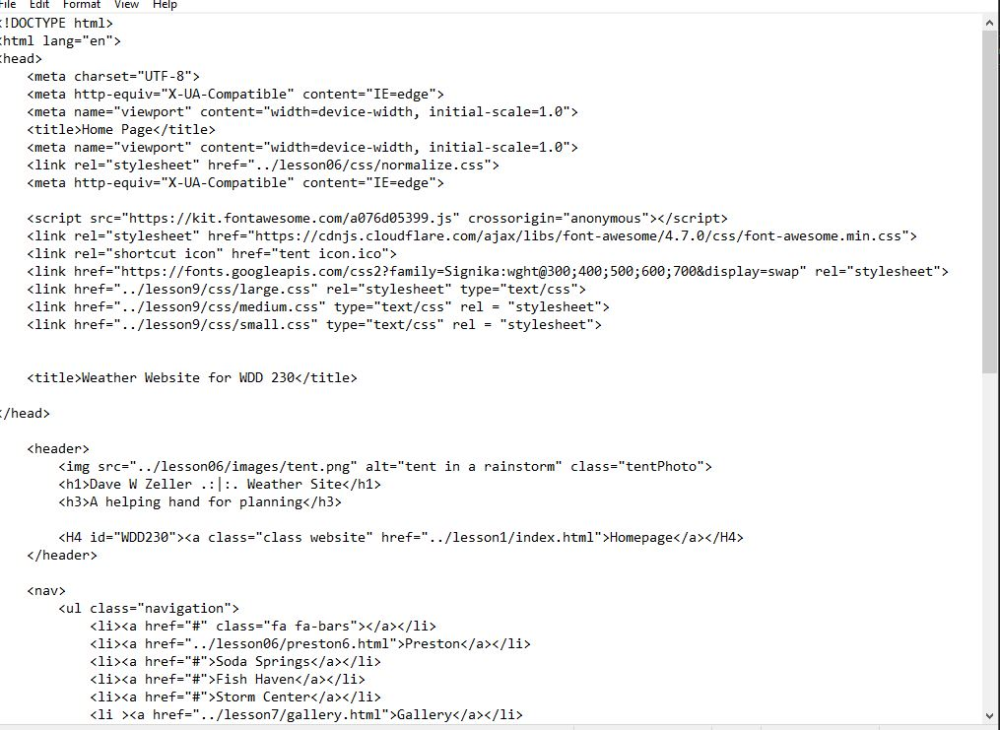 File Edit Format View Help
<!DOCTYPE html>
<html lang="en">
<head>
    <meta charset="UTF-8">
    <meta http-equiv="X-UA-Compatible" content="IE=edge">
    <meta name="viewport" content="width=device-width, initial-scale=1.0">
    <title>Home Page</title>
    <meta name="viewport" content="width=device-width, initial-scale=1.0">
    <link rel="stylesheet" href="../lesson06/css/normalize.css">
    <meta http-equiv="X-UA-Compatible" content="IE=edge">
    <script src="https://kit.fontawesome.com/a076d05399.js" crossorigin="anonymous"></script>
    <link rel="stylesheet" href="https://cdnjs.cloudflare.com/ajax/libs/font-awesome/4.7.0/css/font-awesome.min.css">
    <link rel="shortcut icon" href="tent icon.ico">
    <link href="https://fonts.googleapis.com/css2?family=Signika:wght@300;400;500;600;700&display=swap" rel="stylesheet">
    <link href="../lesson9/css/large.css" rel="stylesheet" type="text/css">
    <link href="../lesson9/css/medium.css" type="text/css" rel = "stylesheet">
    <link href="../lesson9/css/small.css" type="text/css" rel = "stylesheet">
    <title>Weather Website for WDD 230</title>
</head>
    <header>
        <img src="../lesson06/images/tent.png" alt="tent in a rainstorm" class="tentPhoto">
        <h1>Dave W Zeller .:|:. Weather Site</h1>
        <h3>A helping hand for planning</h3>
        <H4 id="WDD230"><a class="class website" href="../lesson1/index.html">Homepage</a></H4>
    </header>
    <nav>
        <ul class="navigation">
            <li><a href="#" class="fa fa-bars"></a></li>
            <li><a href="../lesson06/preston6.html">Preston</a></li>
            <li><a href="#">Soda Springs</a></li>
            <li><a href="#">Fish Haven</a></li>
            <li><a href="#">Storm Center</a></li>
            <li ><a href="../lesson7/gallery.html">Gallery</a></li>